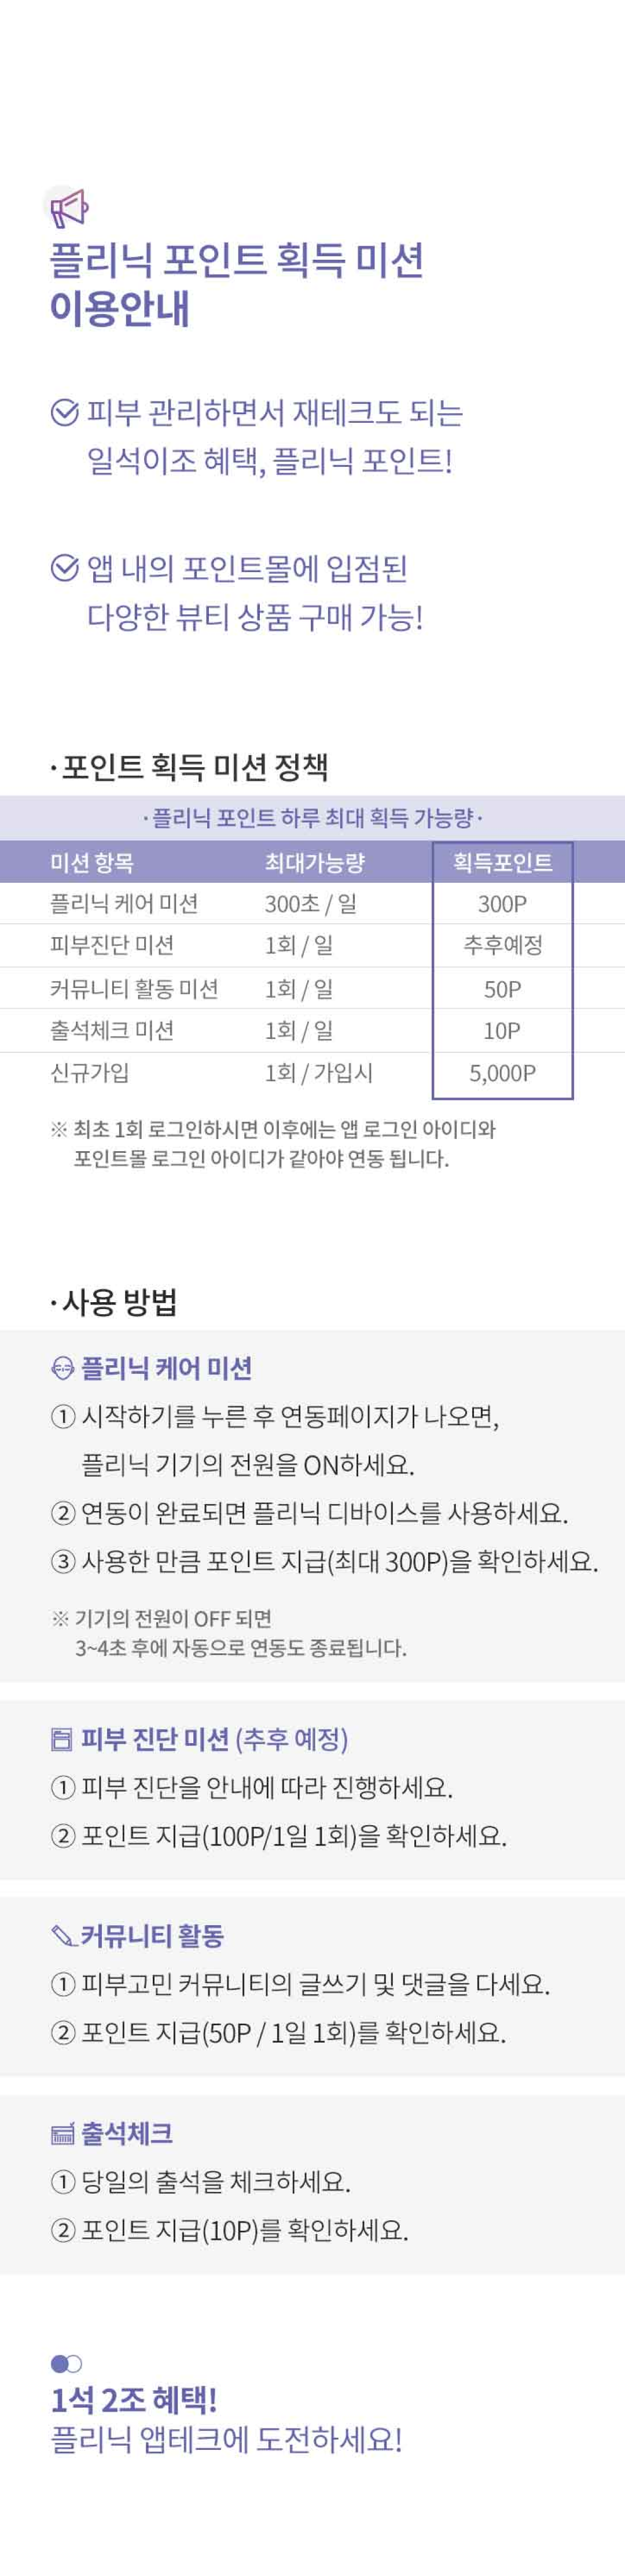 플리닉 포인트 획득 미션
이용안내
피부 관리하면서 재테크도 되는
일석이조 혜택, 플리닉 포인트!
앱 내의 포인트몰에 입점된
다양한 뷰티 상품 구매 가능!
·포인트 획득 미션 정책
·플리닉 포인트 하루 최대 획득 가능량·
미션 항목 최대가능량 획득포인트
플리닉 케어 미션 300초 / 일 300P
피부진단 미션 1회 / 일 추후예정
커뮤니티 활동 미션 1회 / 일 50P
출석체크 미션 1회 / 일 10P
신규가입 1회 / 가입시 5,000P
※ 최초 1회 로그인하시면 이후에는 앱 로그인 아이디와
포인트몰 로그인 아이디가 같아야 연동 됩니다.
·사용 방법
플리닉 케어 미션
① 시작하기를 누른 후 연동페이지가 나오면,
플리닉 기기의 전원을 ON하세요.
② 연동이 완료되면 플리닉 디바이스를 사용하세요.
③ 사용한 만큼 포인트 지급(최대 300P)을 확인하세요.
※ 기기의 전원이 OFF 되면
3~4초 후에 자동으로 연동도 종료됩니다.
피부 진단 미션 (추후 예정)
① 피부 진단을 안내에 따라 진행하세요.
② 포인트 지급(100P/1일 1회)을 확인하세요.
커뮤니티 활동
① 피부고민 커뮤니티의 글쓰기 및 댓글을 다세요.
② 포인트 지급(50P / 1일 1회)를 확인하세요.
출석체크
① 당일의 출석을 체크하세요.
② 포인트 지급(10P)를 확인하세요.
1석 2조 혜택!
플리닉 앱테크에 도전하세요!